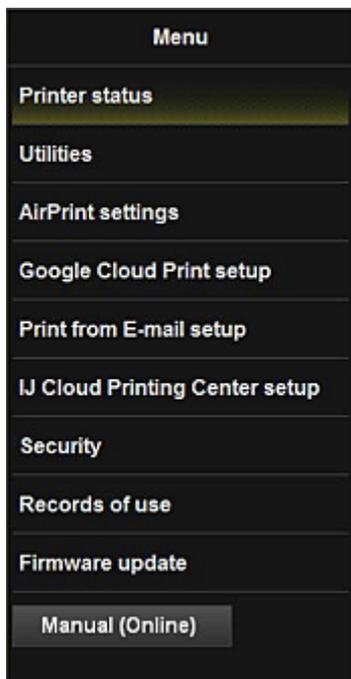 Menu
Printer status
Utilities
AirPrint settings
Google Cloud Print setup
Print from E-mail setup
IJ Cloud Printing Center setup
Security
Records of use
Firmware update
Manual (Online)